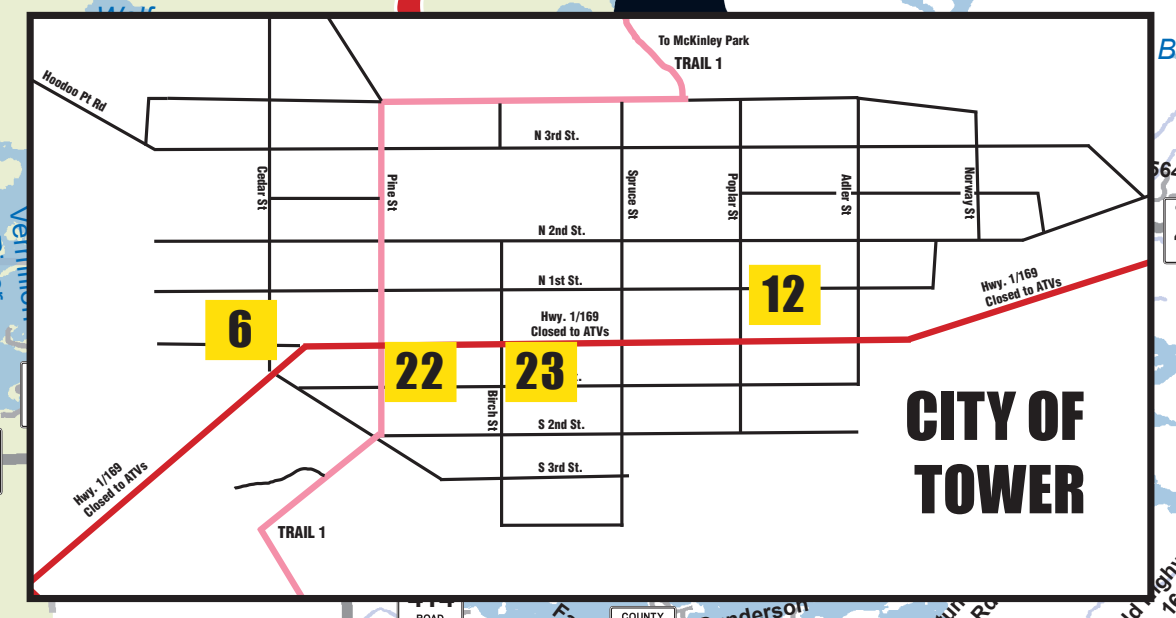 To McKinley Park
TRAIL 1
Hoodoo Pt Rd
N 3rd St.
Cedar St
Pine St
Spruce St
Poplar St
Adler St
Norway St
N 2nd St.
N 1st St.
12
Hwy. 1/169
Closed to ATVs
6
Hwy. 1/169
Closed to ATVs
22
23
Birch St
S 2nd St.
CITY OF
TOWER
S 3rd St.
Hwy. 1/169
Closed to ATVs
TRAIL 1
ROAD
COUNTY